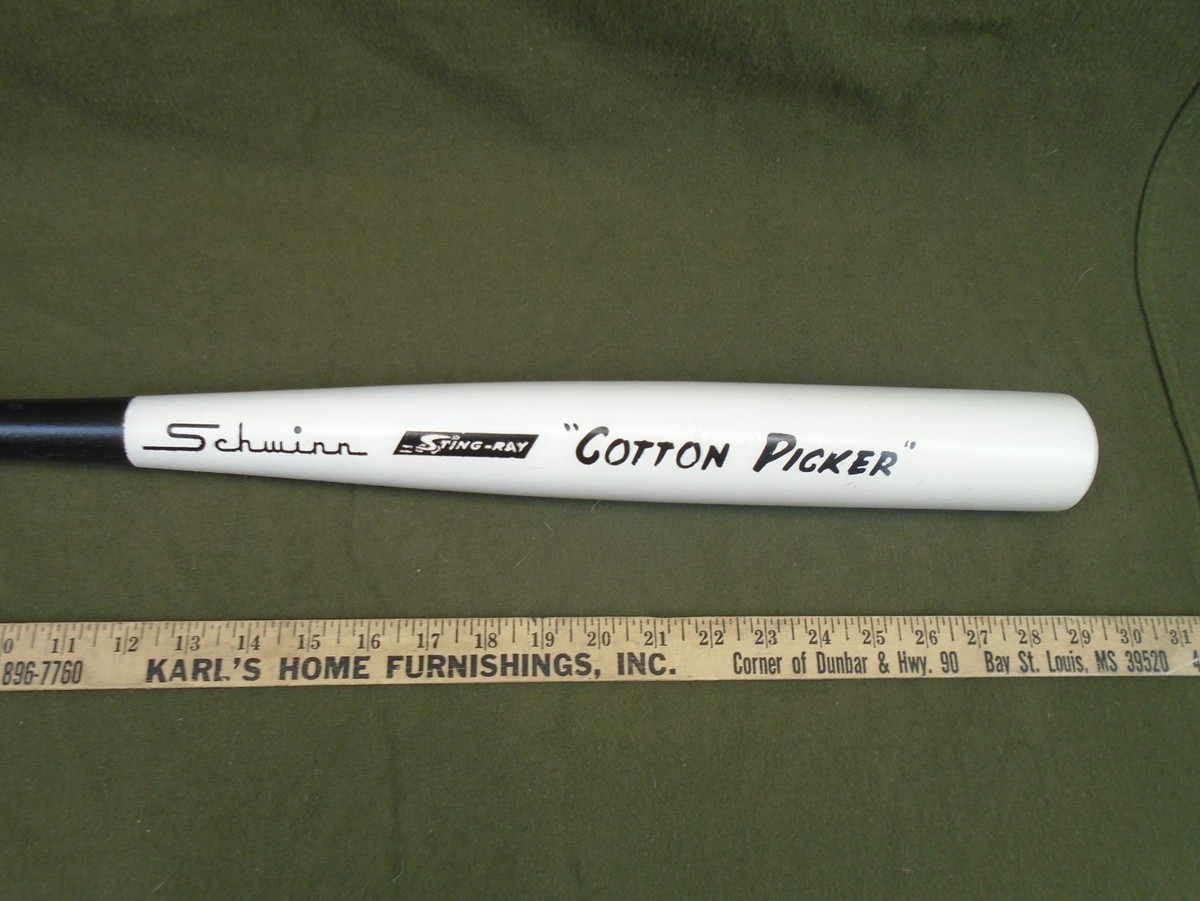 Schwinn STING-RAY "COTTON PICKER"
0 11 12 13 14 15 16 17 18 19 20 21 22 23 24 25 26 27 28 29 30 31
896-7760 KARL'S HOME FURNISHINGS, INC. Corner of Dunbar & Hwy. 90 Bay St. Louis, MS 39520